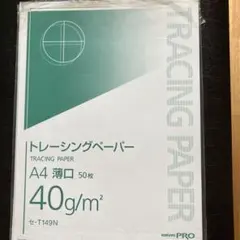 トレーシングペーパー
TRACING PAPER
A4 薄口 50枚
40g/m²
セ-T149N
TRACING PAPER
PRO